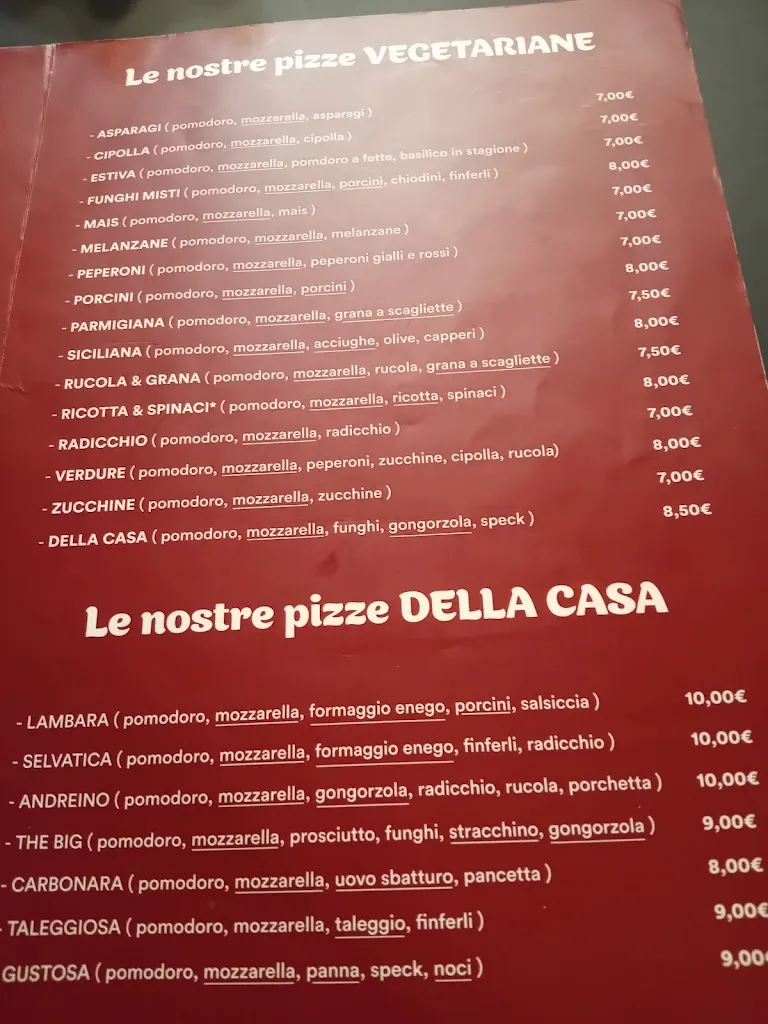 Le nostre pizze VEGETARIANE
- ASPARAGI ( pomodoro, mozzarella, asparagi ) 7,00€
- CIPOLLA ( pomodoro, mozzarella, cipolla ) 7,00€
- ESTIVA ( pomodoro, mozzarella, pomdoro a fette, basilico in stagione ) 7,00€
- FUNGHI MISTI ( pomodoro, mozzarella, porcini, chiodini, finferli ) 8,00€
- MAIS ( pomodoro, mozzarella, mais ) 7,00€
- MELANZANE ( pomodoro, mozzarella, melanzane ) 7,00€
- PEPERONI ( pomodoro, mozzarella, peperoni gialli e rossi ) 7,00€
- PORCINI ( pomodoro, mozzarella, porcini ) 8,00€
- PARMIGIANA ( pomodoro, mozzarella, grana a scagliette ) 7,50€
- SICILIANA ( pomodoro, mozzarella, acciughe, olive, capperi ) 8,00€
- RUCOLA & GRANA ( pomodoro, mozzarella, rucola, grana a scagliette ) 7,50€
- RICOTTA & SPINACI* ( pomodoro, mozzarella, ricotta, spinaci ) 8,00€
- RADICCHIO ( pomodoro, mozzarella, radicchio ) 7,00€
- VERDURE ( pomodoro, mozzarella, peperoni, zucchine, cipolla, rucola) 8,00€
- ZUCCHINE ( pomodoro, mozzarella, zucchine ) 7,00€
- DELLA CASA ( pomodoro, mozzarella, funghi, gongorzola, speck ) 8,50€
Le nostre pizze DELLA CASA
- LAMBARA ( pomodoro, mozzarella, formaggio enego, porcini, salsiccia ) 10,00€
- SELVATICA ( pomodoro, mozzarella, formaggio enego, finferli, radicchio ) 10,00€
- ANDREINO ( pomodoro, mozzarella, gongorzola, radicchio, rucola, porchetta ) 10,00€
- THE BIG ( pomodoro, mozzarella, prosciutto, funghi, stracchino, gongorzola ) 9,00€
- CARBONARA ( pomodoro, mozzarella, uovo sbatturo, pancetta ) 8,00€
- TALEGGIOSA ( pomodoro, mozzarella, taleggio, finferli ) 9,00€
GUSTOSA ( pomodoro, mozzarella, panna, speck, noci ) 9,00€